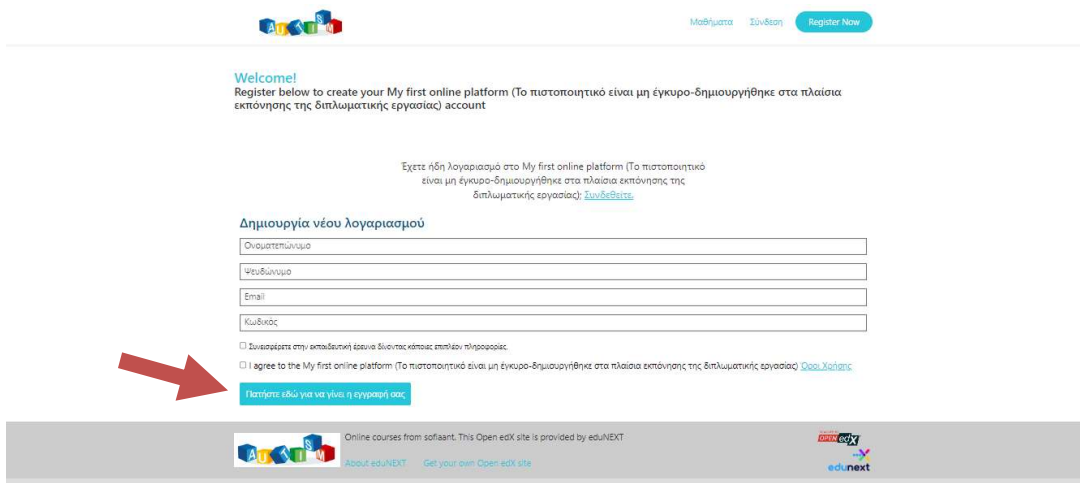 AUTISM
Μαθήματα Σύνδεση Register Now
Welcome!
Register below to create your My first online platform (Το πιστοποιητικό είναι μη έγκυρο-δημιουργήθηκε στα πλαίσια
εκπόνησης της διπλωματικής εργασίας) account
Έχετε ήδη λογαριασμό στο My first online platform (Το πιστοποιητικό
είναι μη έγκυρο-δημιουργήθηκε στα πλαίσια εκπόνησης της
διπλωματικής εργασίας); Συνδεθείτε.
Δημιουργία νέου λογαριασμού
Ονοματεπώνυμο
Ψευδώνυμο
Email
Κωδικός
Συνεισφέρετε στην εκπαιδευτική έρευνα δίνοντας κάποιες επιπλέον πληροφορίες.
I agree to the My first online platform (Το πιστοποιητικό είναι μη έγκυρο-δημιουργήθηκε στα πλαίσια εκπόνησης της διπλωματικής εργασίας) Όροι Χρήσης
Πατήστε εδώ για να γίνει η εγγραφή σας
AUTISM
Online courses from sofiaant. This Open edX site is provided by eduNEXT
About eduNEXT Get your own Open edX site
OPEN edX
edunext